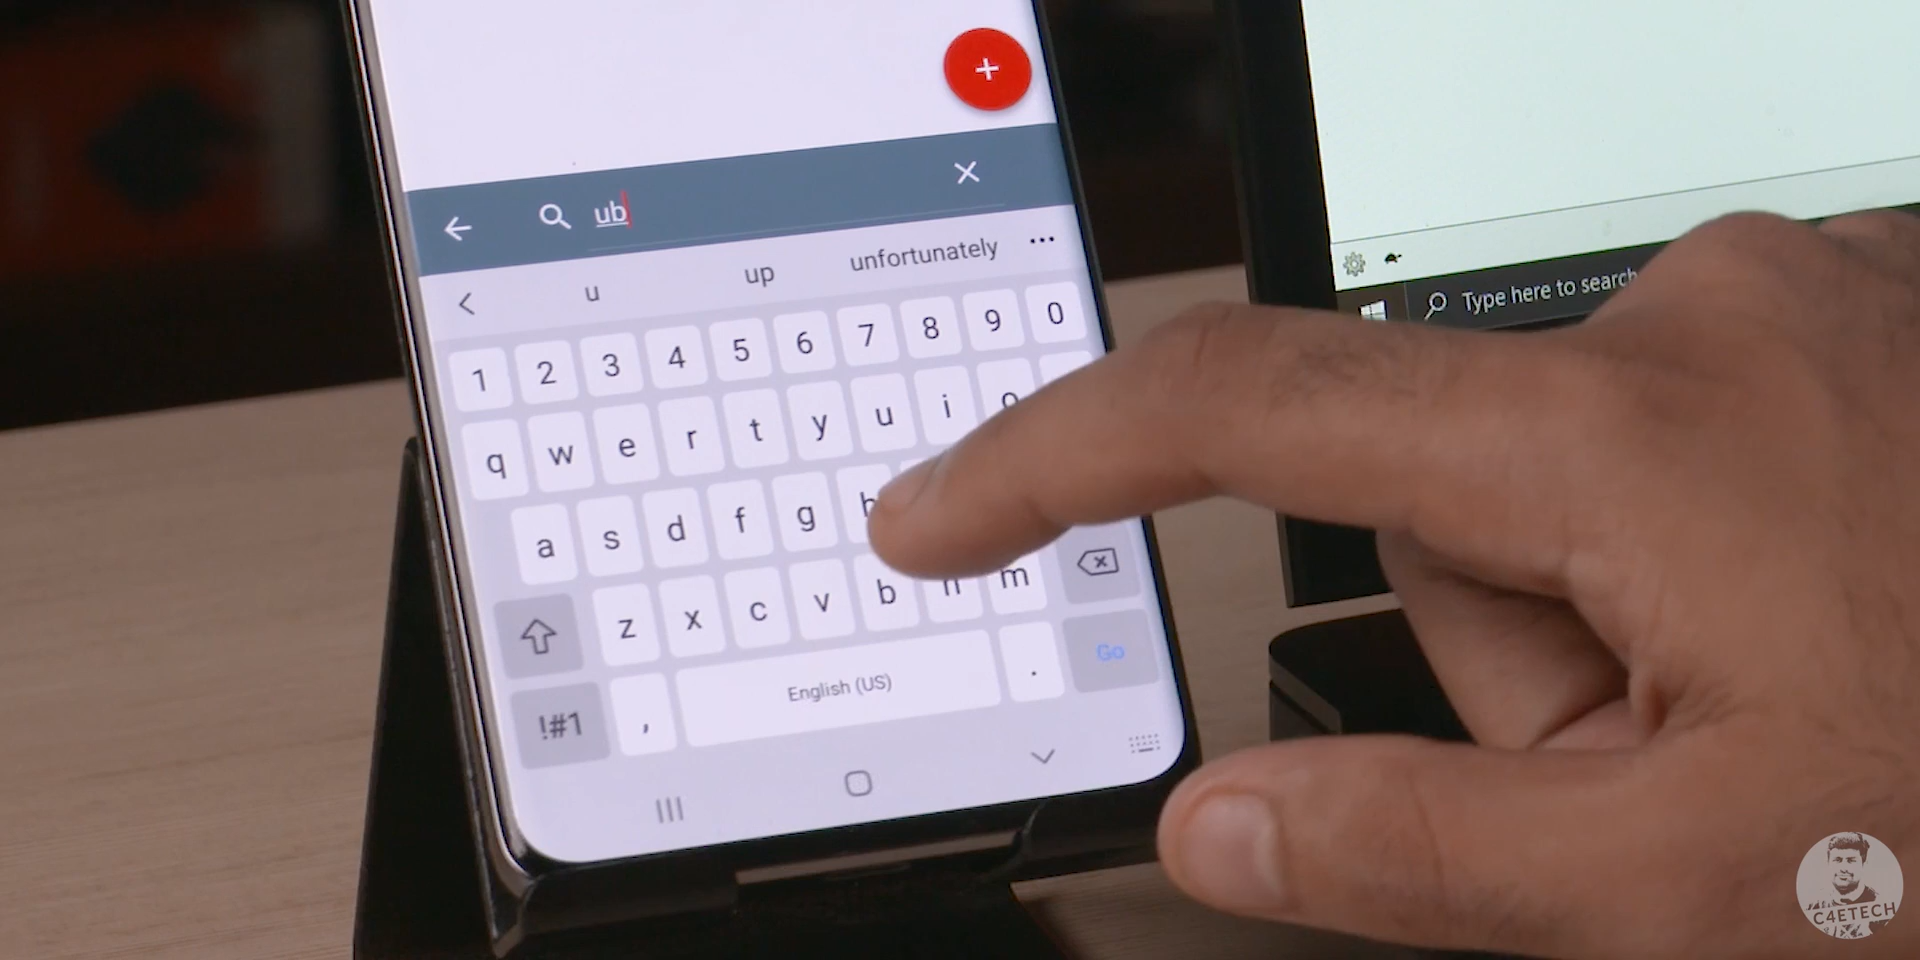 +
ub
u up unfortunately ...
1 2 3 4 5 6 7 8 9 0
q w e r t y u i o
a s d f g h
z x c v b n m
!#1 , English (US) . Go
Type here to search
C4ETECH